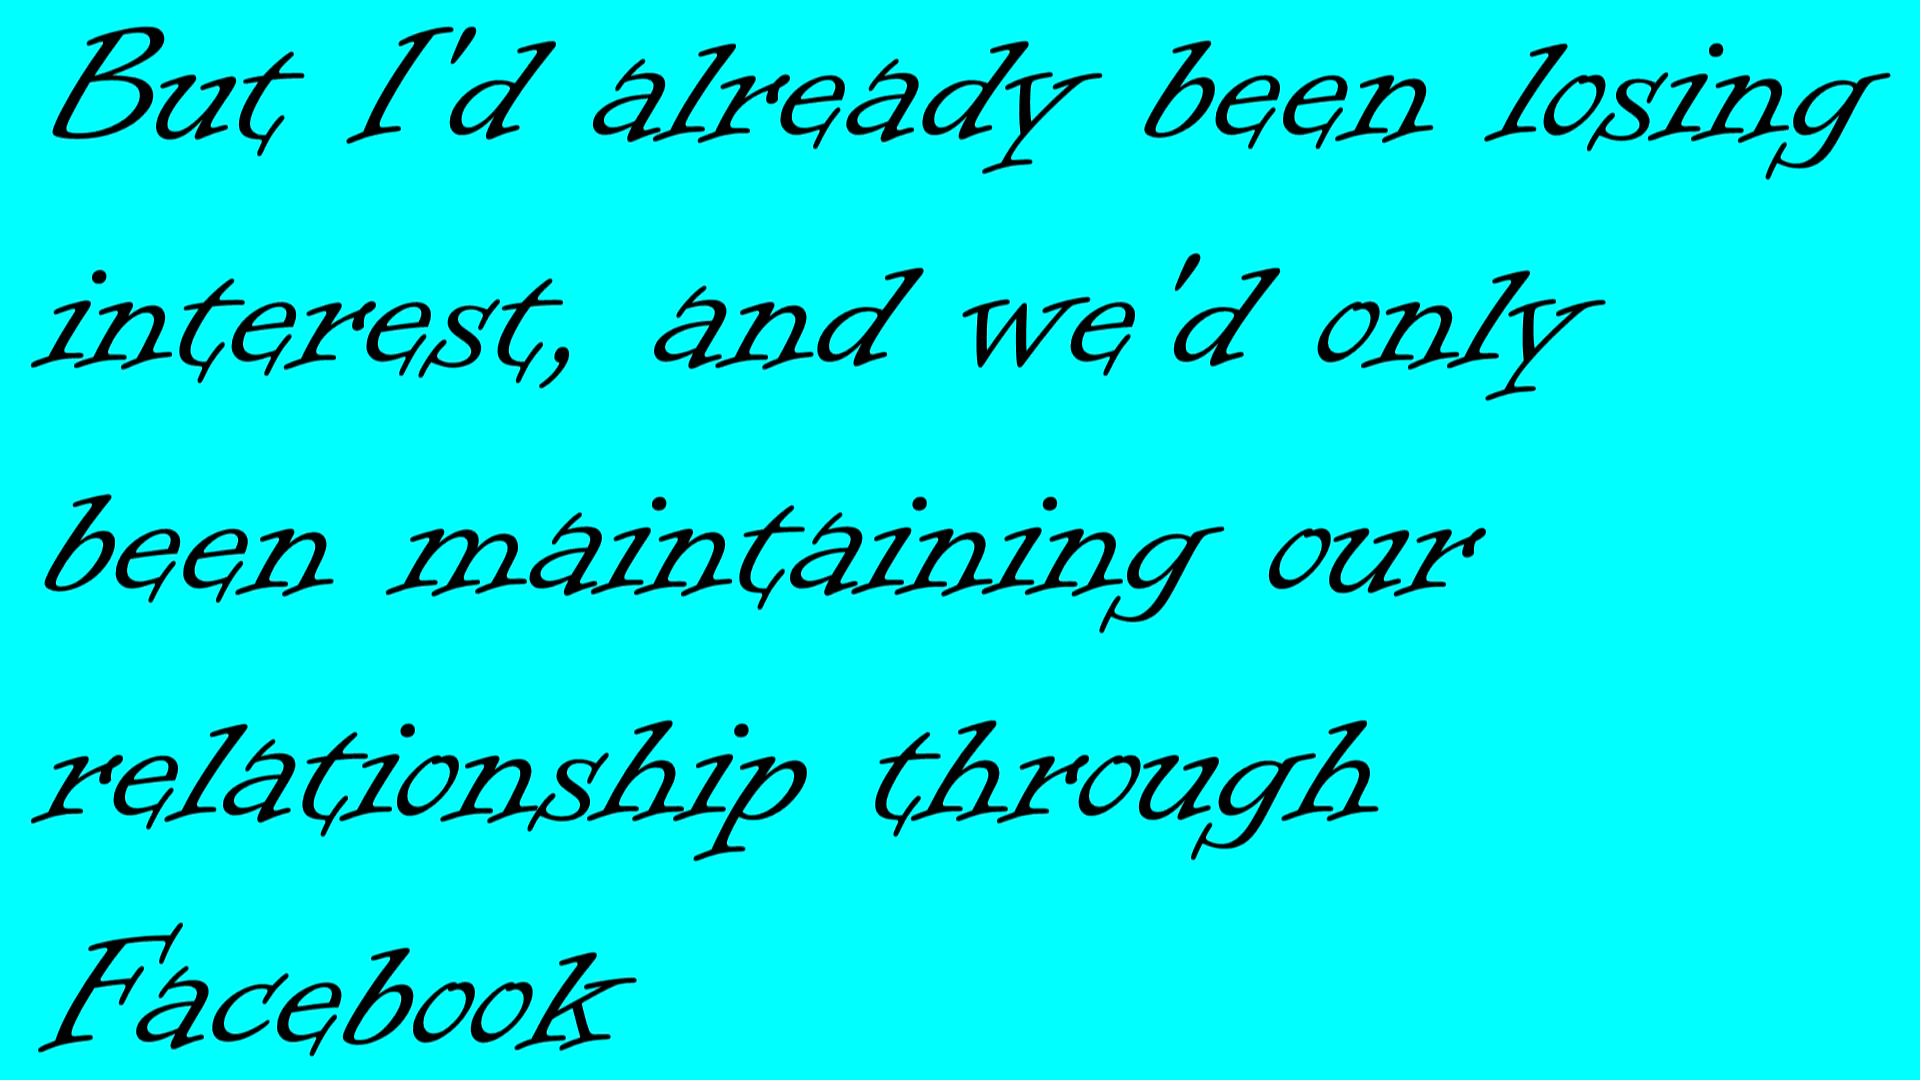 But I'd already been losing
interest, and we'd only
been maintaining our
relationship through
Facebook